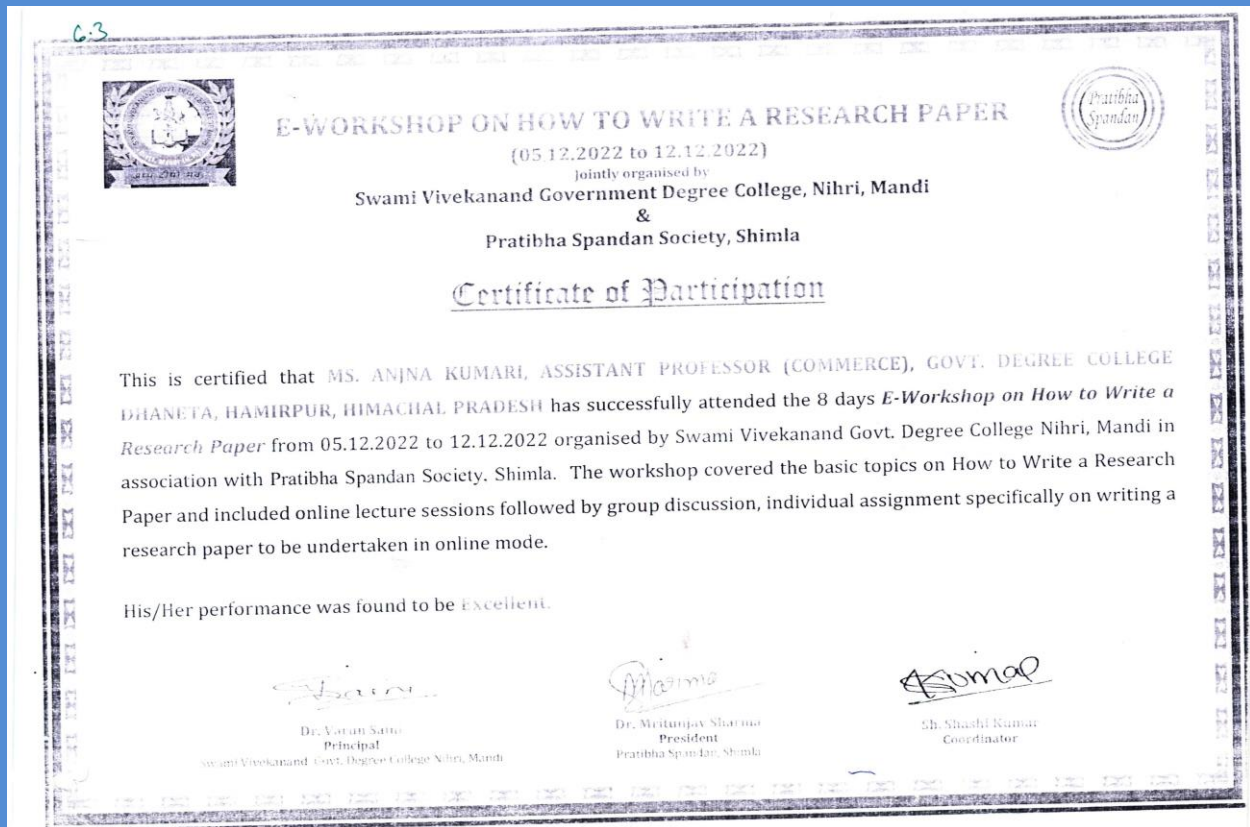 6.3
E-WORKSHOP ON HOW TO WRITE A RESEARCH PAPER
Pratibha
Spandan
(05.12.2022 to 12.12.2022)
Jointly organised by
Swami Vivekanand Government Degree College, Nihri, Mandi
&
Pratibha Spandan Society, Shimla
Certificate of Participation
This is certified that MS. ANJNA KUMARI, ASSISTANT PROFESSOR (COMMERCE), GOVT. DEGREE COLLEGE
DHANETA, HAMIRPUR, HIMACHAL PRADESH has successfully attended the 8 days E-Workshop on How to Write a
Research Paper from 05.12.2022 to 12.12.2022 organised by Swami Vivekanand Govt. Degree College Nihri, Mandi in
association with Pratibha Spandan Society. Shimla. The workshop covered the basic topics on How to Write a Research
Paper and included online lecture sessions followed by group discussion, individual assignment specifically on writing a
research paper to be undertaken in online mode.
His/Her performance was found to be Excellent.
Kumar
Dr. Mritunjay Sharma
Sh. Shashi Kumar
Principal
President
Coordinator
Swami Vivekanand Govt. Degree College Nihri, Mandi
Pratibha Spandan, Shimla